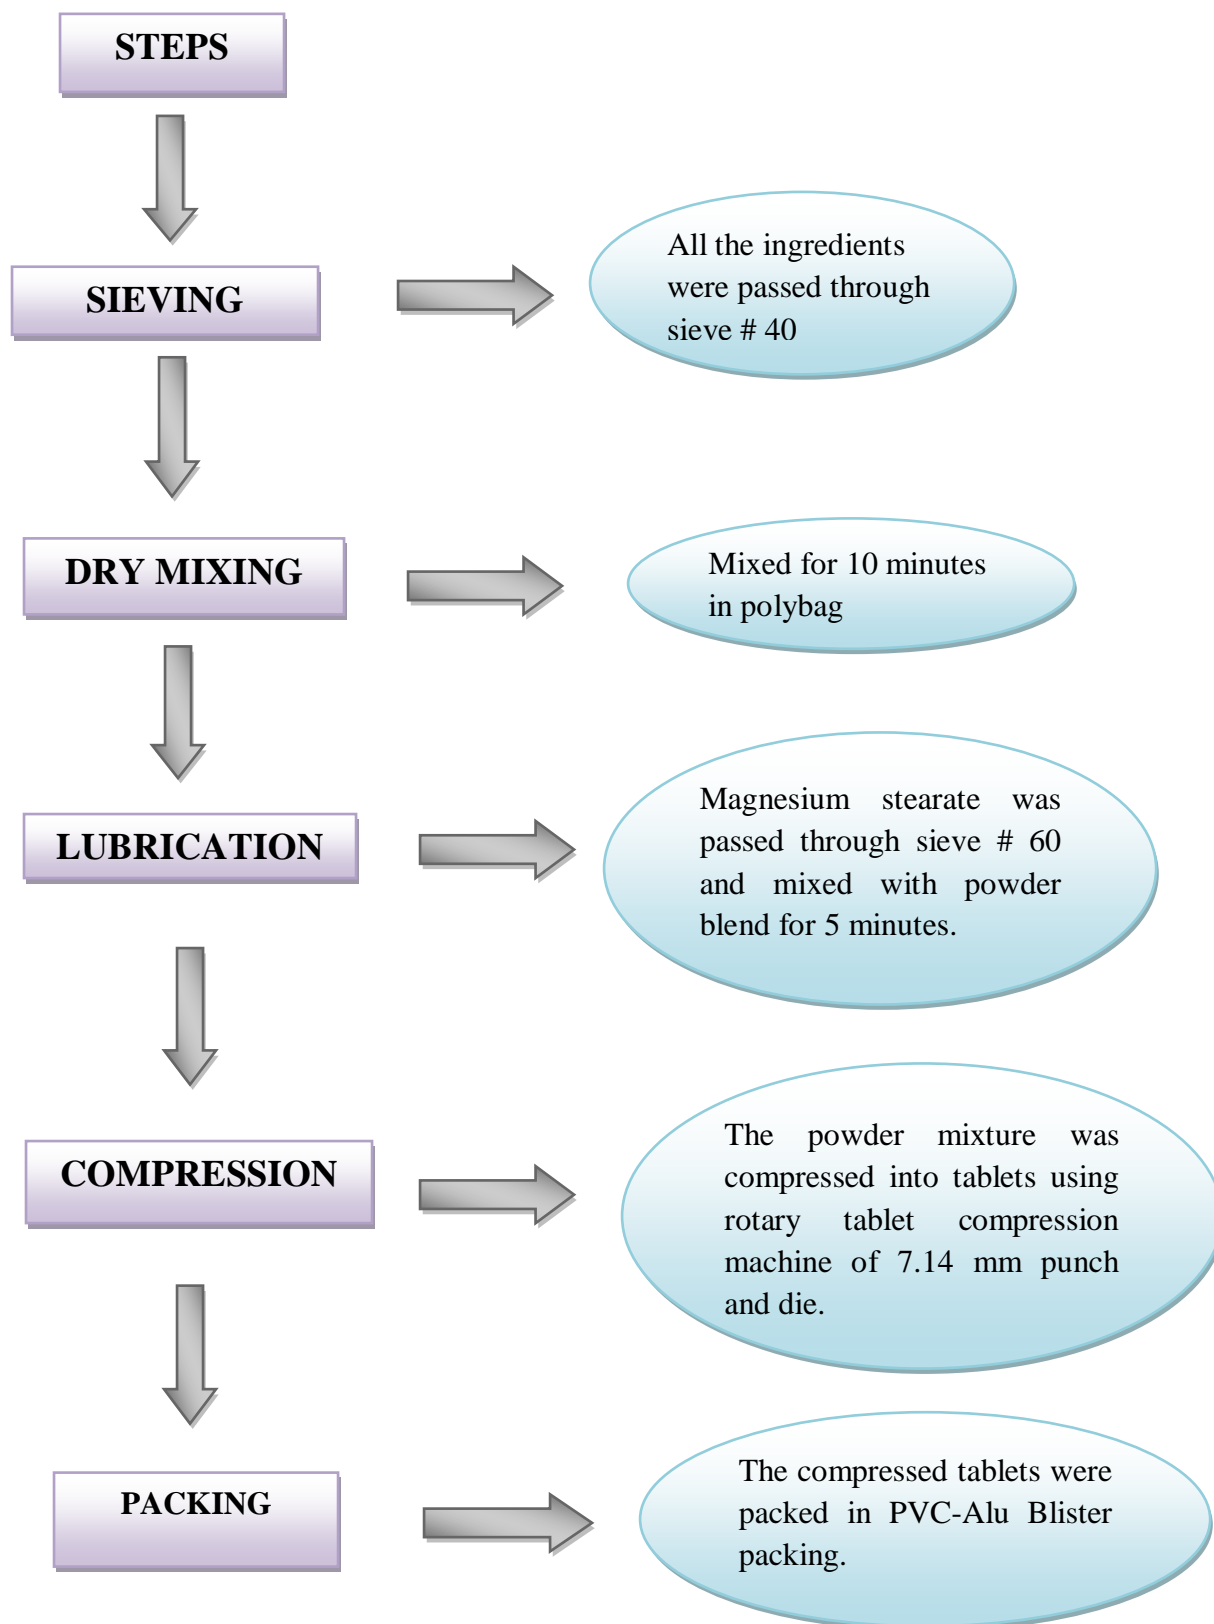 STEPS
SIEVING
All the ingredients
were passed through
sieve # 40
DRY MIXING
Mixed for 10 minutes
in polybag
LUBRICATION
Magnesium stearate was
passed through sieve # 60
and mixed with powder
blend for 5 minutes.
COMPRESSION
The powder mixture was
compressed into tablets using
rotary tablet compression
machine of 7.14 mm punch
and die.
PACKING
The compressed tablets were
packed in PVC-Alu Blister
packing.